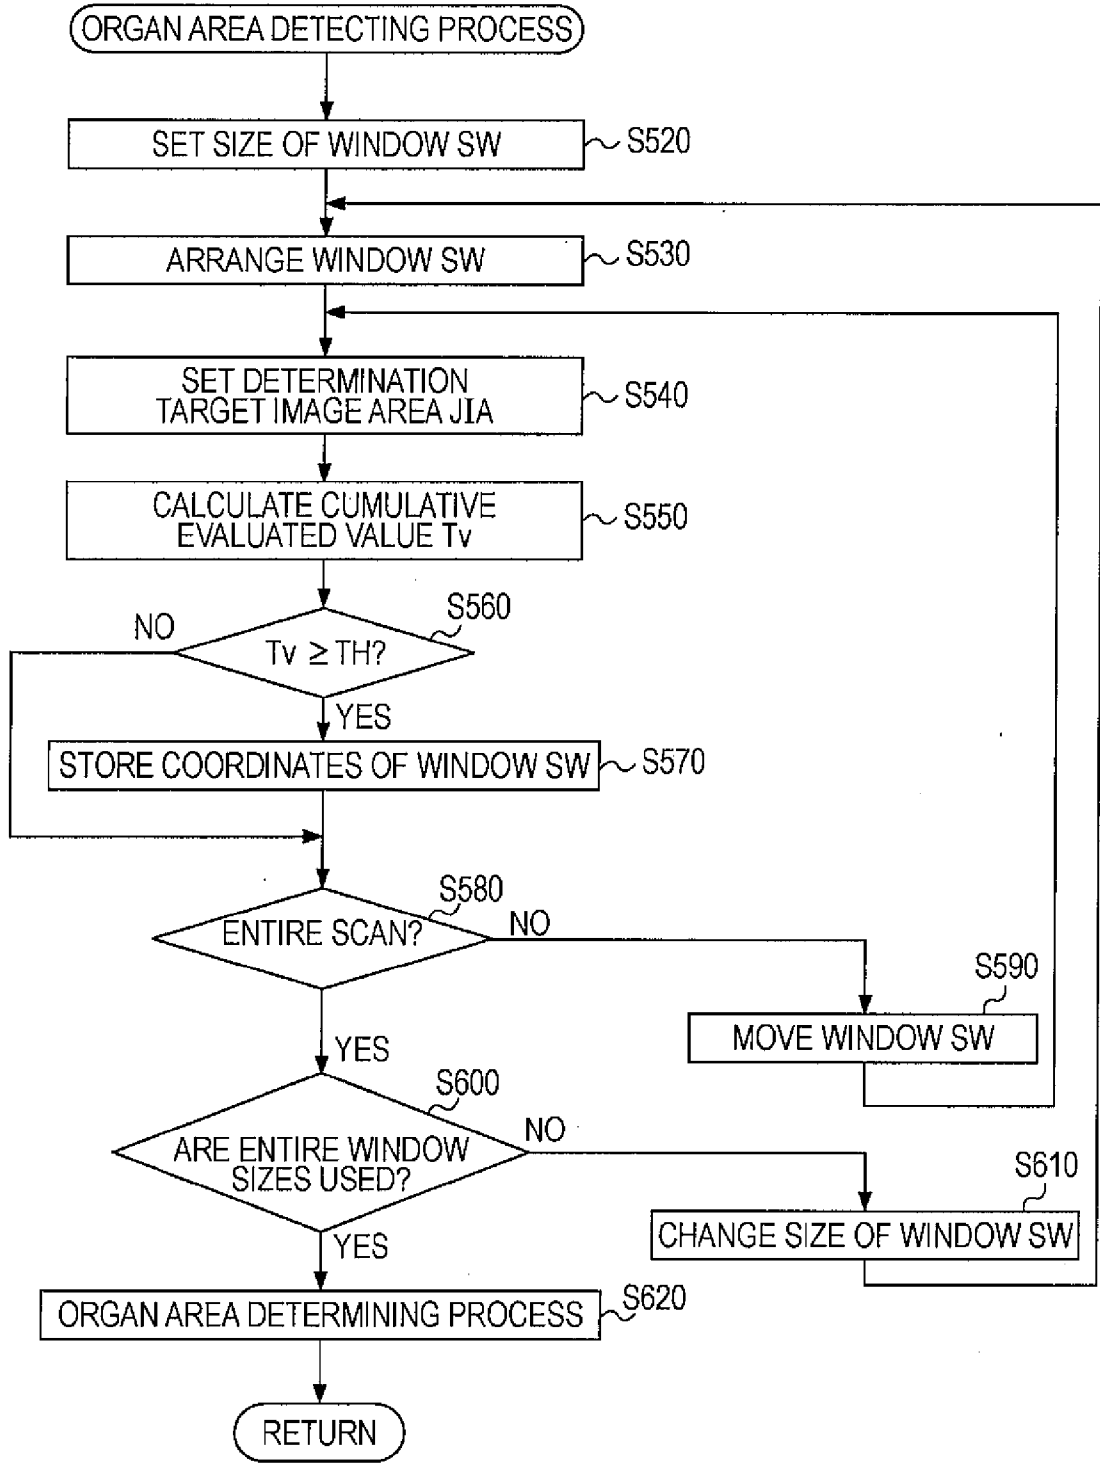 ORGAN AREA DETECTING PROCESS
SET SIZE OF WINDOW SW
S520
ARRANGE WINDOW SW
S530
SET DETERMINATION
TARGET IMAGE AREA JIA
S540
CALCULATE CUMULATIVE
EVALUATED VALUE Tv
S550
S560
NO
Tv ≥ TH?
YES
STORE COORDINATES OF WINDOW SW
S570
S580
ENTIRE SCAN?
NO
S590
MOVE WINDOW SW
YES
S600
ARE ENTIRE WINDOW
SIZES USED?
NO
S610
CHANGE SIZE OF WINDOW SW
YES
S620
ORGAN AREA DETERMINING PROCESS
RETURN